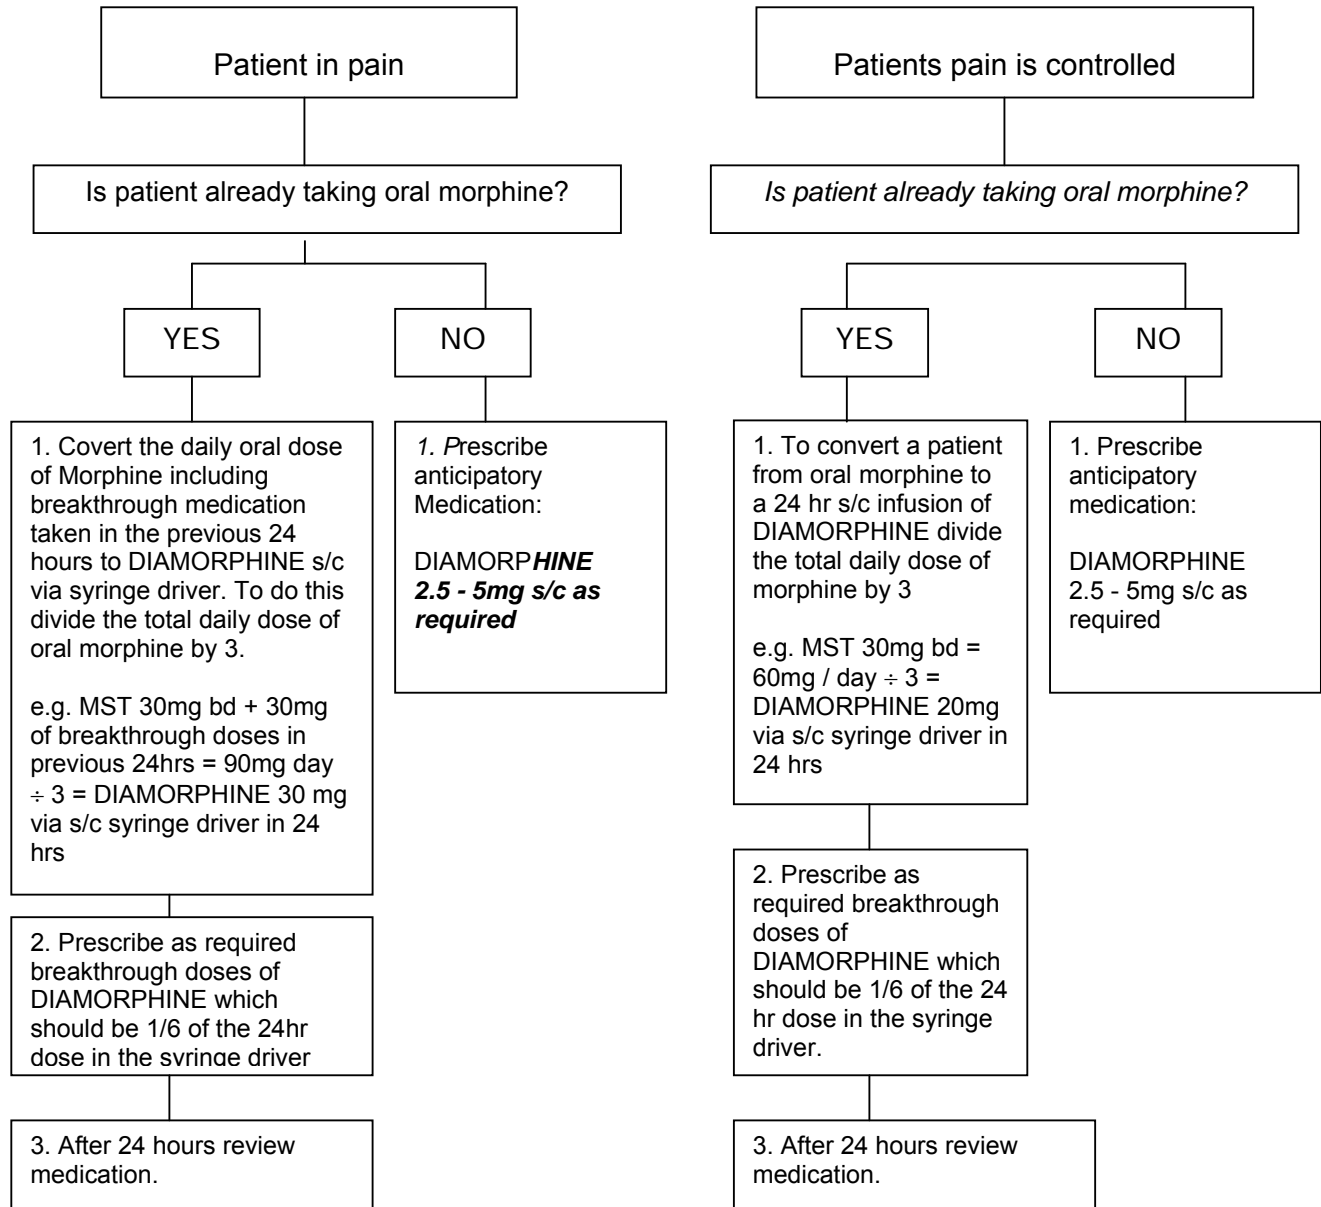 Patient in pain
Is patient already taking oral morphine?
YES
NO
1. Covert the daily oral dose
of Morphine including
breakthrough medication
taken in the previous 24
hours to DIAMORPHINE s/c
via syringe driver. To do this
divide the total daily dose of
oral morphine by 3.
e.g. MST 30mg bd + 30mg
of breakthrough doses in
previous 24hrs = 90mg day
÷ 3 = DIAMORPHINE 30 mg
via s/c syringe driver in 24
hrs
1. Prescribe
anticipatory
Medication:
DIAMORPHINE
2.5 - 5mg s/c as
required
2. Prescribe as required
breakthrough doses of
DIAMORPHINE which
should be 1/6 of the 24hr
dose in the syringe driver
3. After 24 hours review
medication.
Patients pain is controlled
Is patient already taking oral morphine?
YES
NO
1. To convert a patient
from oral morphine to
a 24 hr s/c infusion of
DIAMORPHINE divide
the total daily dose of
morphine by 3
e.g. MST 30mg bd =
60mg / day ÷ 3 =
DIAMORPHINE 20mg
via s/c syringe driver in
24 hrs
1. Prescribe
anticipatory
medication:
DIAMORPHINE
2.5 - 5mg s/c as
required
2. Prescribe as
required breakthrough
doses of
DIAMORPHINE which
should be 1/6 of the 24
hr dose in the syringe
driver.
3. After 24 hours review
medication.